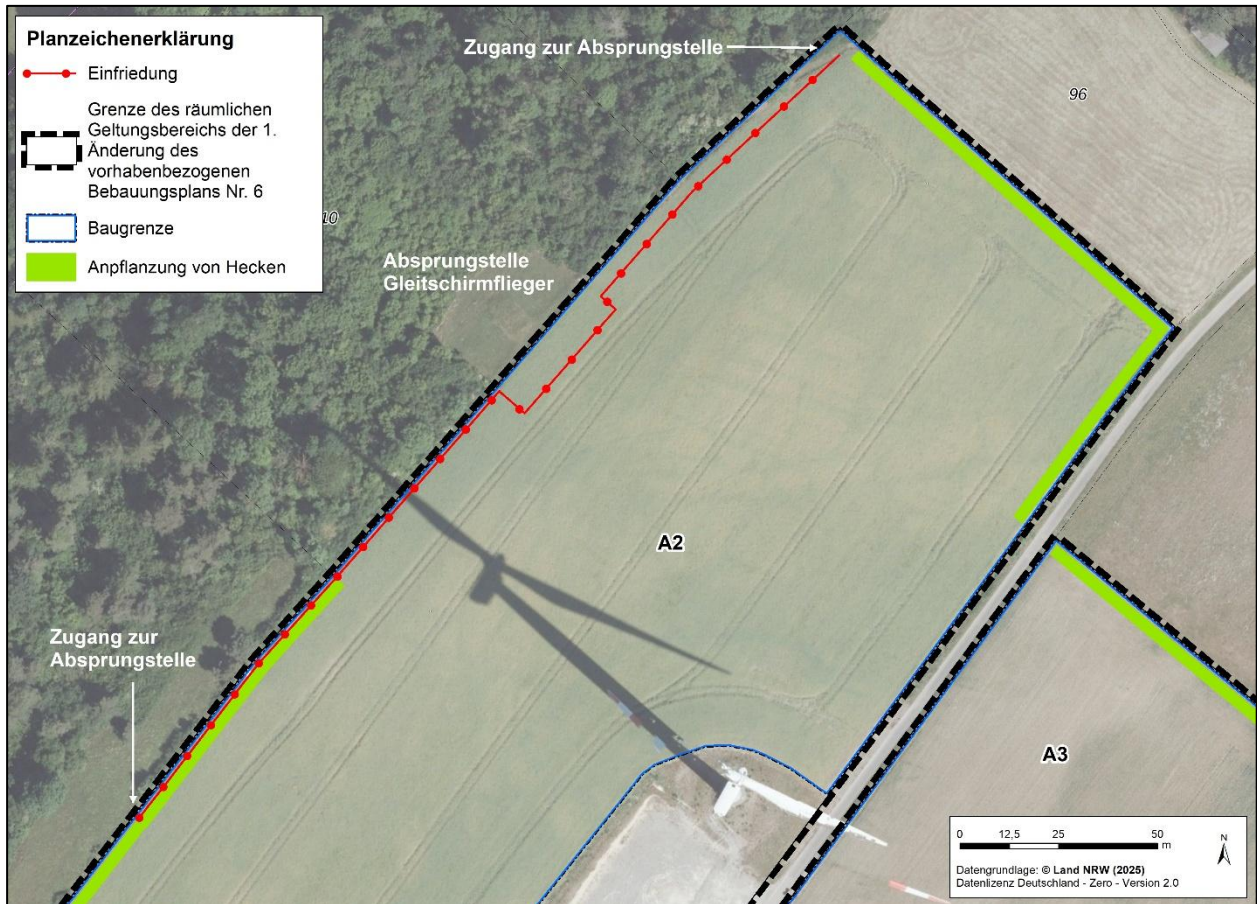 Planzeichenerklärung
Einfriedung
Grenze des räumlichen
Geltungsbereichs der 1.
Änderung des
vorhabenbezogenen
Bebauungsplans Nr. 6
Baugrenze
Anpflanzung von Hecken
Zugang zur Absprungstelle
96
10
Absprungstelle
Gleitschirmflieger
A2
Zugang zur
Absprungstelle
A3
0 12,5 25 50
m
N
Datengrundlage: © Land NRW (2025)
Datenlizenz Deutschland - Zero - Version 2.0